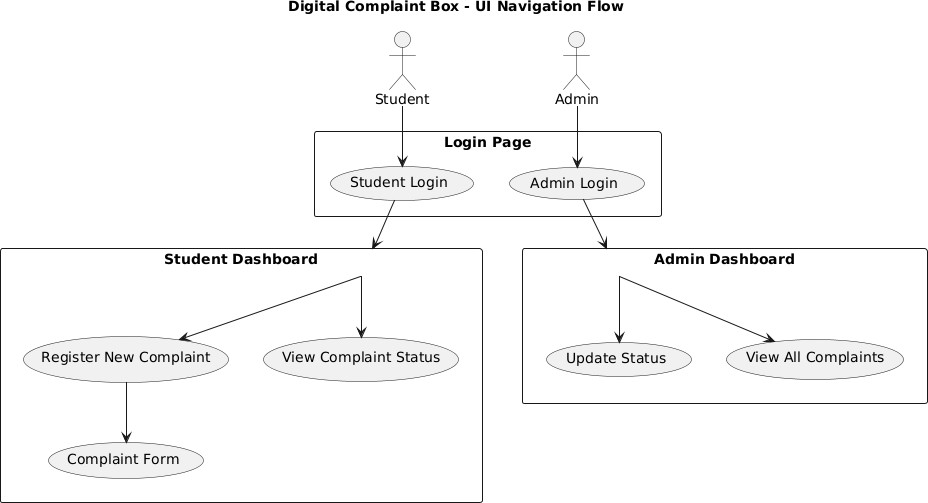 Digital Complaint Box - UI Navigation Flow
Student
Admin
Login Page
Student Login
Admin Login
Student Dashboard
Admin Dashboard
Register New Complaint
View Complaint Status
Update Status
View All Complaints
Complaint Form